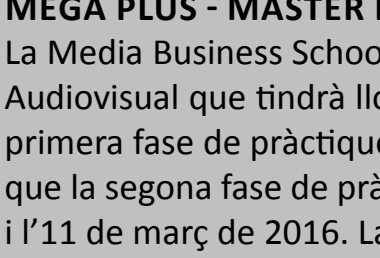 MEGA PLUS - MASTER
La Media Business Schoo
Audiovisual que tindrà llo
primera fase de pràctique
que la segona fase de prà
i l'11 de març de 2016. La